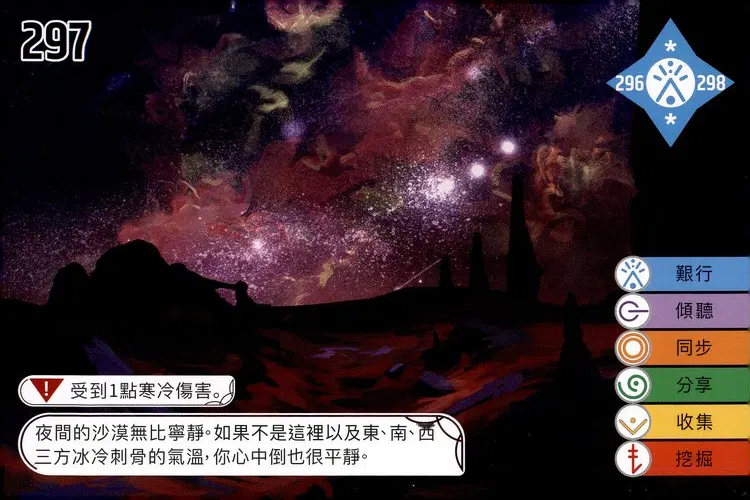 297
*
296 298
*
艱行
傾聽
同步
分享
收集
挖掘
! 受到1點寒冷傷害。
夜間的沙漠無比寧靜。如果不是這裡以及東、南、西
三方冰冷刺骨的氣溫，你心中倒也很平靜。